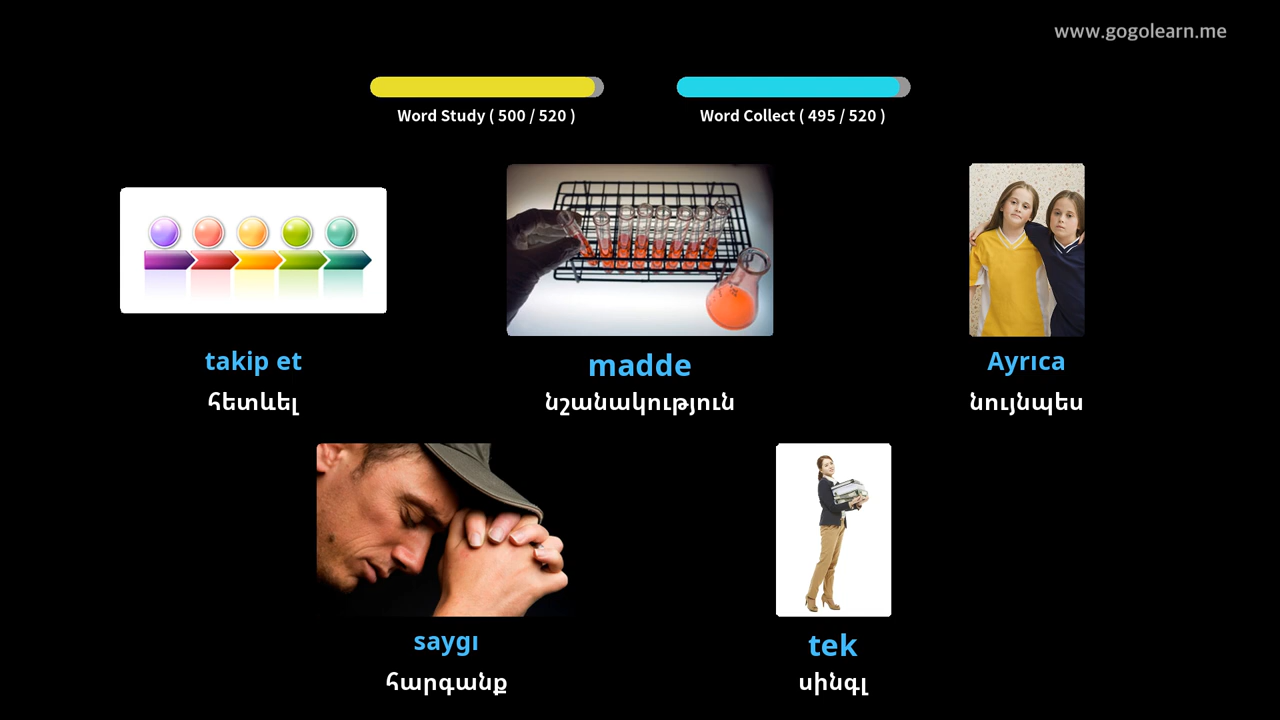 www.gogolearn.me
Word Study ( 500 / 520 )
Word Collect ( 495 / 520 )
takip et
հետևել
madde
նշանակություն
Ayrıca
նույնպես
saygı
հարգանք
tek
սինգլ